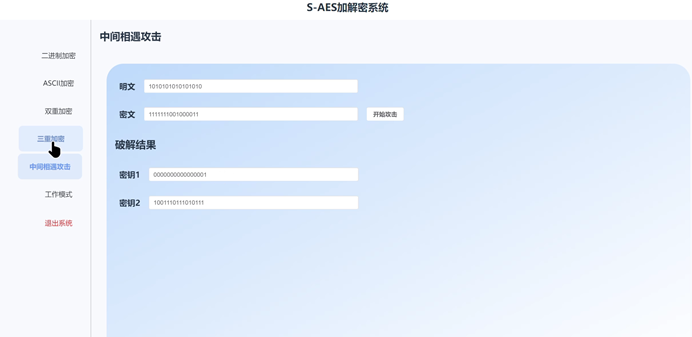 S-AES加解密系统
中间相遇攻击
二进制加密
ASCII加密
双重加密
三重加密
中间相遇攻击
工作模式
退出系统
明文 1010101010101010
密文 1111111001000011 开始攻击
破解结果
密钥1 0000000000000001
密钥2 1001110111010111